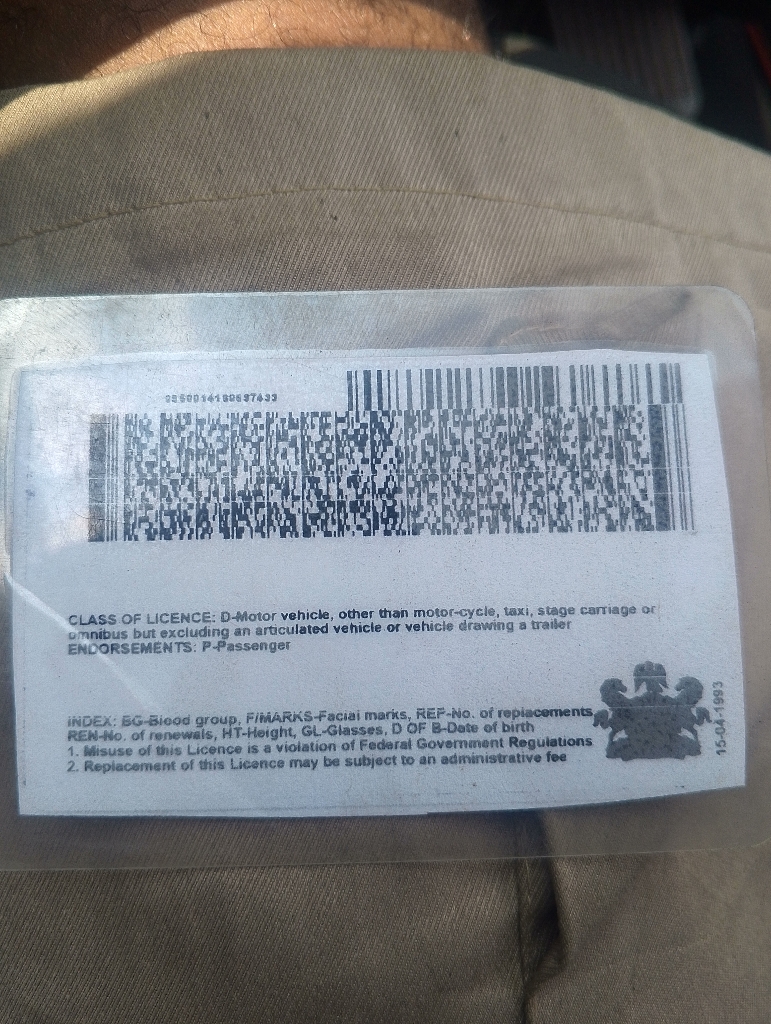 CLASS OF LICENCE: D-Motor vehicle, other than motor-cycle, taxi, stage carriage or
omnibus but excluding an articulated vehicle or vehicle drawing a trailer
ENDORSEMENTS: P-Passenger
INDEX: BG-Blood group, F/MARKS-Facial marks, REP-No. of replacements
REN-No. of renewals, HT-Height, GL-Glasses, D OF B-Date of birth
1. Misuse of this Licence is a violation of Federal Government Regulations
2. Replacement of this Licence may be subject to an administrative fee
15-04-1993